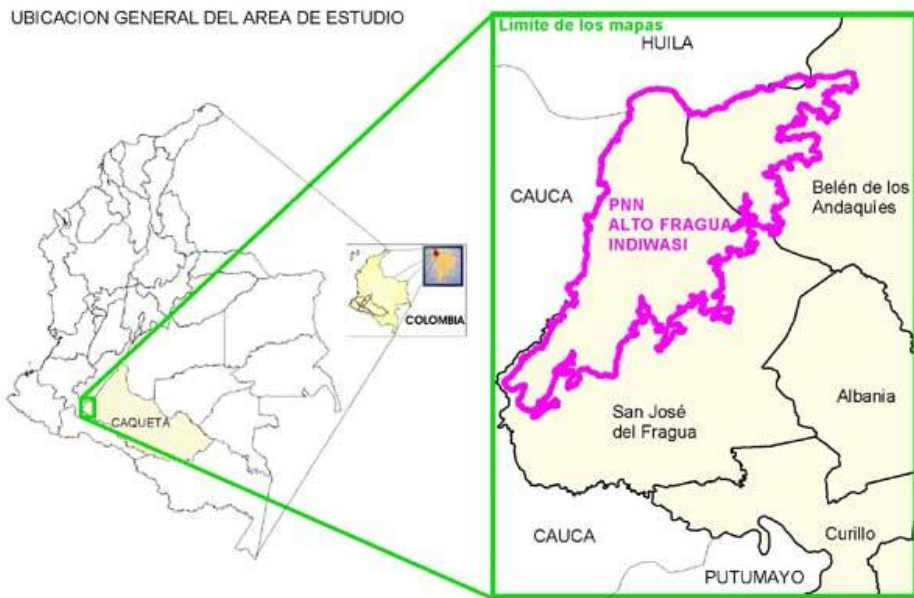 UBICACION GENERAL DEL AREA DE ESTUDIO
Limite de los mapas
HUILA
CAUCA
PNN
ALTO FRAGUA
INDIWASI
Belén de los
Andaquies
COLOMBIA
CAQUETA
San José
del Fragua
Albania
CAUCA
Curillo
PUTUMAYO